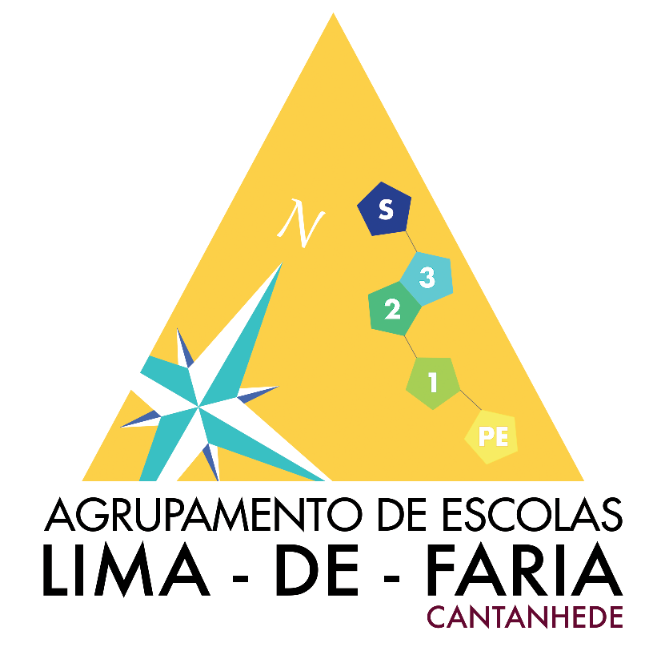 N
S
3
2
1
PE
AGRUPAMENTO DE ESCOLAS
LIMA - DE - FARIA
CANTANHEDE